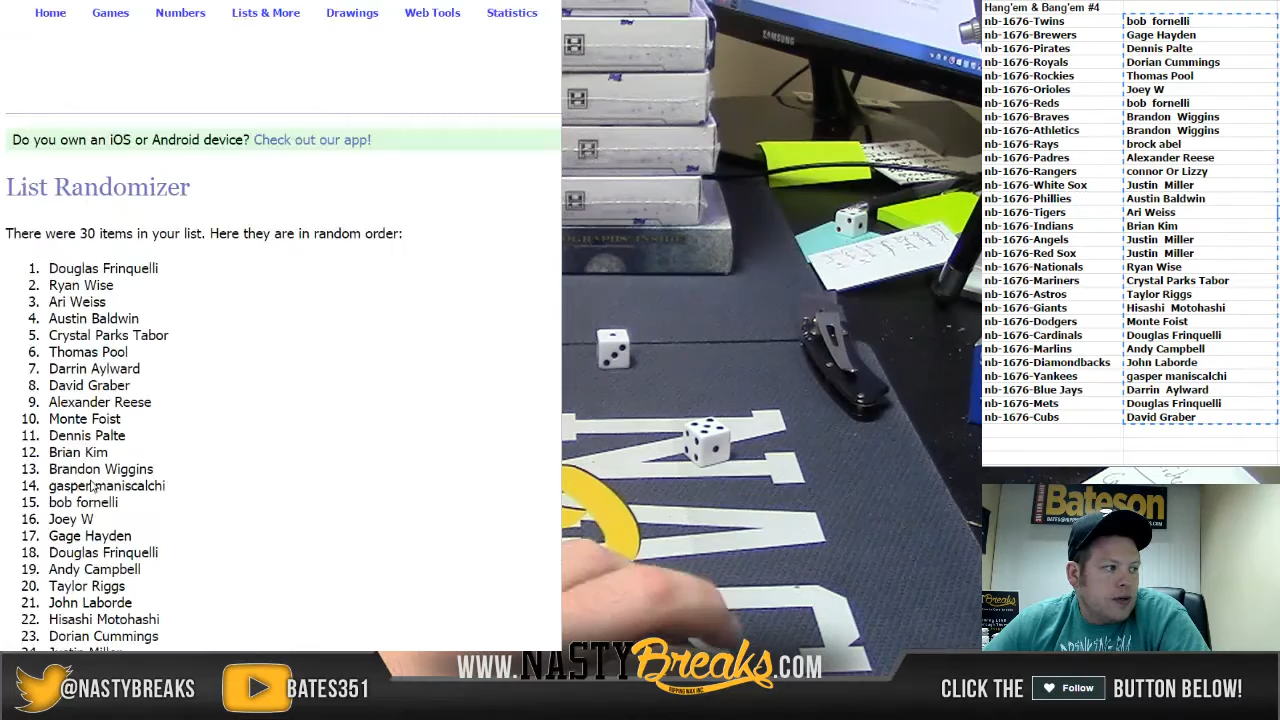 Home Games Numbers Lists & More Drawings Web Tools Statistics
Do you own an iOS or Android device? Check out our app!
List Randomizer
There were 30 items in your list. Here they are in random order:
1. Douglas Frinquelli
2. Ryan Wise
3. Ari Weiss
4. Austin Baldwin
5. Crystal Parks Tabor
6. Thomas Pool
7. Darrin Aylward
8. David Graber
9. Alexander Reese
10. Monte Foist
11. Dennis Palte
12. Brian Kim
13. Brandon Wiggins
14. gasper maniscalchi
15. bob fornelli
16. Joey W
17. Gage Hayden
18. Douglas Frinquelli
19. Andy Campbell
20. Taylor Riggs
21. John Laborde
22. Hisashi Motohashi
23. Dorian Cummings
SAMSUNG
Hang'em & Bang'em #4
nb-1676-Twins bob fornelli
nb-1676-Brewers Gage Hayden
nb-1676-Pirates Dennis Palte
nb-1676-Royals Dorian Cummings
nb-1676-Rockies Thomas Pool
nb-1676-Orioles Joey W
nb-1676-Reds bob fornelli
nb-1676-Braves Brandon Wiggins
nb-1676-Athletics Brandon Wiggins
nb-1676-Rays brock abel
nb-1676-Padres Alexander Reese
nb-1676-Rangers connor Or Lizzy
nb-1676-White Sox Justin Miller
nb-1676-Phillies Austin Baldwin
nb-1676-Tigers Ari Weiss
nb-1676-Indians Brian Kim
nb-1676-Angels Justin Miller
nb-1676-Red Sox Justin Miller
nb-1676-Nationals Ryan Wise
nb-1676-Mariners Crystal Parks Tabor
nb-1676-Astros Taylor Riggs
nb-1676-Giants Hisashi Motohashi
nb-1676-Dodgers Monte Foist
nb-1676-Cardinals Douglas Frinquelli
nb-1676-Marlins Andy Campbell
nb-1676-Diamondbacks John Laborde
nb-1676-Yankees gasper maniscalchi
nb-1676-Blue Jays Darrin Aylward
nb-1676-Mets Douglas Frinquelli
nb-1676-Cubs David Graber
Bateson
Breaks
@NASTYBREAKS
BATES351
WWW.NASTYBreaks.COM
RIPPING WAX INC.
CLICK THE Follow BUTTON BELOW!